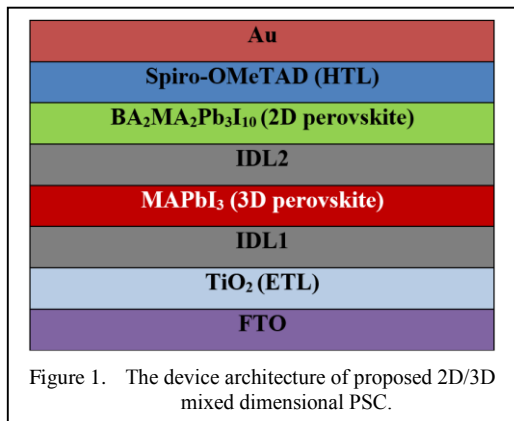 Au
Spiro-OMeTAD (HTL)
BA₂MA₂Pb₃I₁₀ (2D perovskite)
IDL2
MAPbI₃ (3D perovskite)
IDL1
TiO₂ (ETL)
FTO
Figure 1. The device architecture of proposed 2D/3D
mixed dimensional PSC.